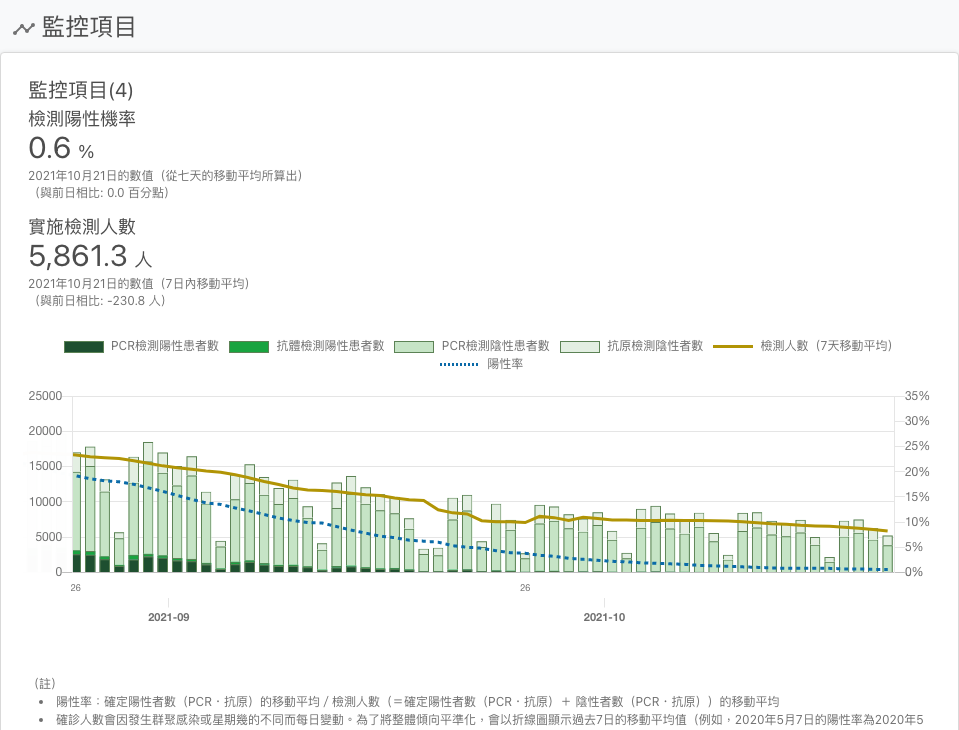 監控項目
監控項目(4)
檢測陽性機率
0.6 %
2021年10月21日的數值（從七天的移動平均所算出）
（與前日相比: 0.0 百分點）
實施檢測人數
5,861.3 人
2021年10月21日的數值（7日內移動平均）
（與前日相比: -230.8 人）
PCR檢測陽性患者數 抗體檢測陽性患者數 PCR檢測陰性患者數 抗原檢測陰性者數 檢測人數（7天移動平均）
陽性率
25000 35%
30%
20000
25%
15000 20%
15%
10000
10%
5000
5%
0 0%
26 26
2021-09 2021-10
（註）
• 陽性率：確定陽性者數（PCR・抗原）的移動平均 / 檢測人數（＝確定陽性者數（PCR・抗原）＋ 陰性者數（PCR・抗原））的移動平均
• 確診人數會因發生群聚感染或星期幾的不同而每日變動。為了將整體傾向平準化，會以折線圖顯示過去7日的移動平均值（例如，2020年5月7日的陽性率為2020年5